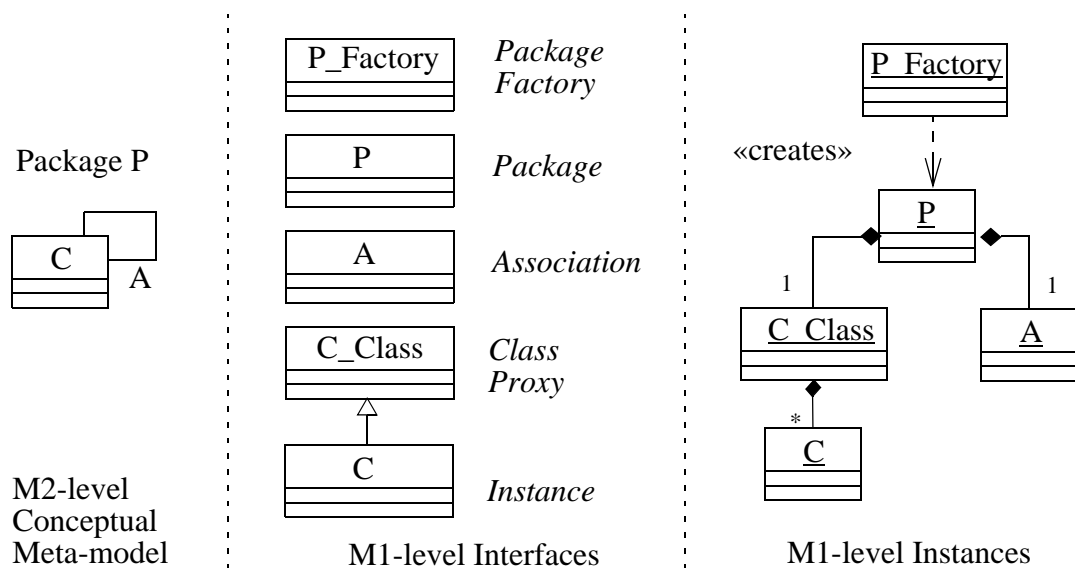 Package P
C
A
M2-level
Conceptual
Meta-model
P_Factory
Package
Factory
P
Package
A
Association
C_Class
Class
Proxy
C
Instance
M1-level Interfaces
P_Factory
«creates»
P
1
1
C_Class
A
*
C
M1-level Instances